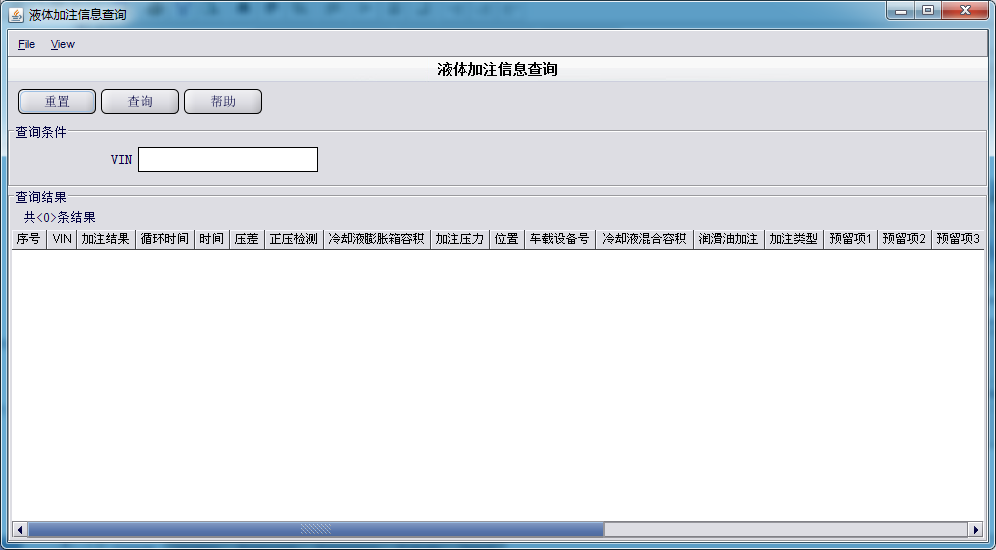 液体加注信息查询
File View
液体加注信息查询
重置 查询 帮助
查询条件
VIN
查询结果
共<0>条结果
序号 VIN 加注结果 循环时间 时间 压差 正压检测 冷却液膨胀箱容积 加注压力 位置 车载设备号 冷却液混合容积 润滑油加注 加注类型 预留项1 预留项2 预留项3